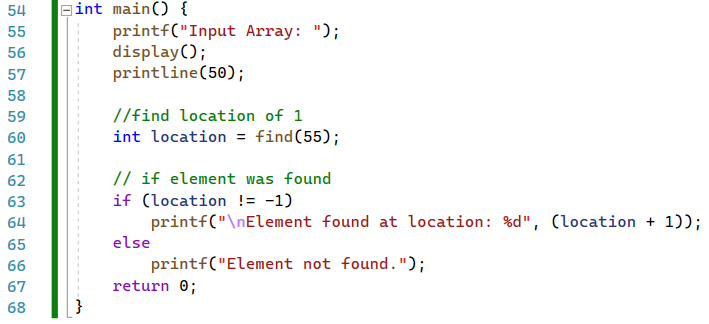 54 int main() {
55     printf("Input Array: ");
56     display();
57     printline(50);
58
59     //find location of 1
60     int location = find(55);
61
62     // if element was found
63     if (location != -1)
64         printf("\nElement found at location: %d", (location + 1));
65     else
66         printf("Element not found.");
67     return 0;
68 }